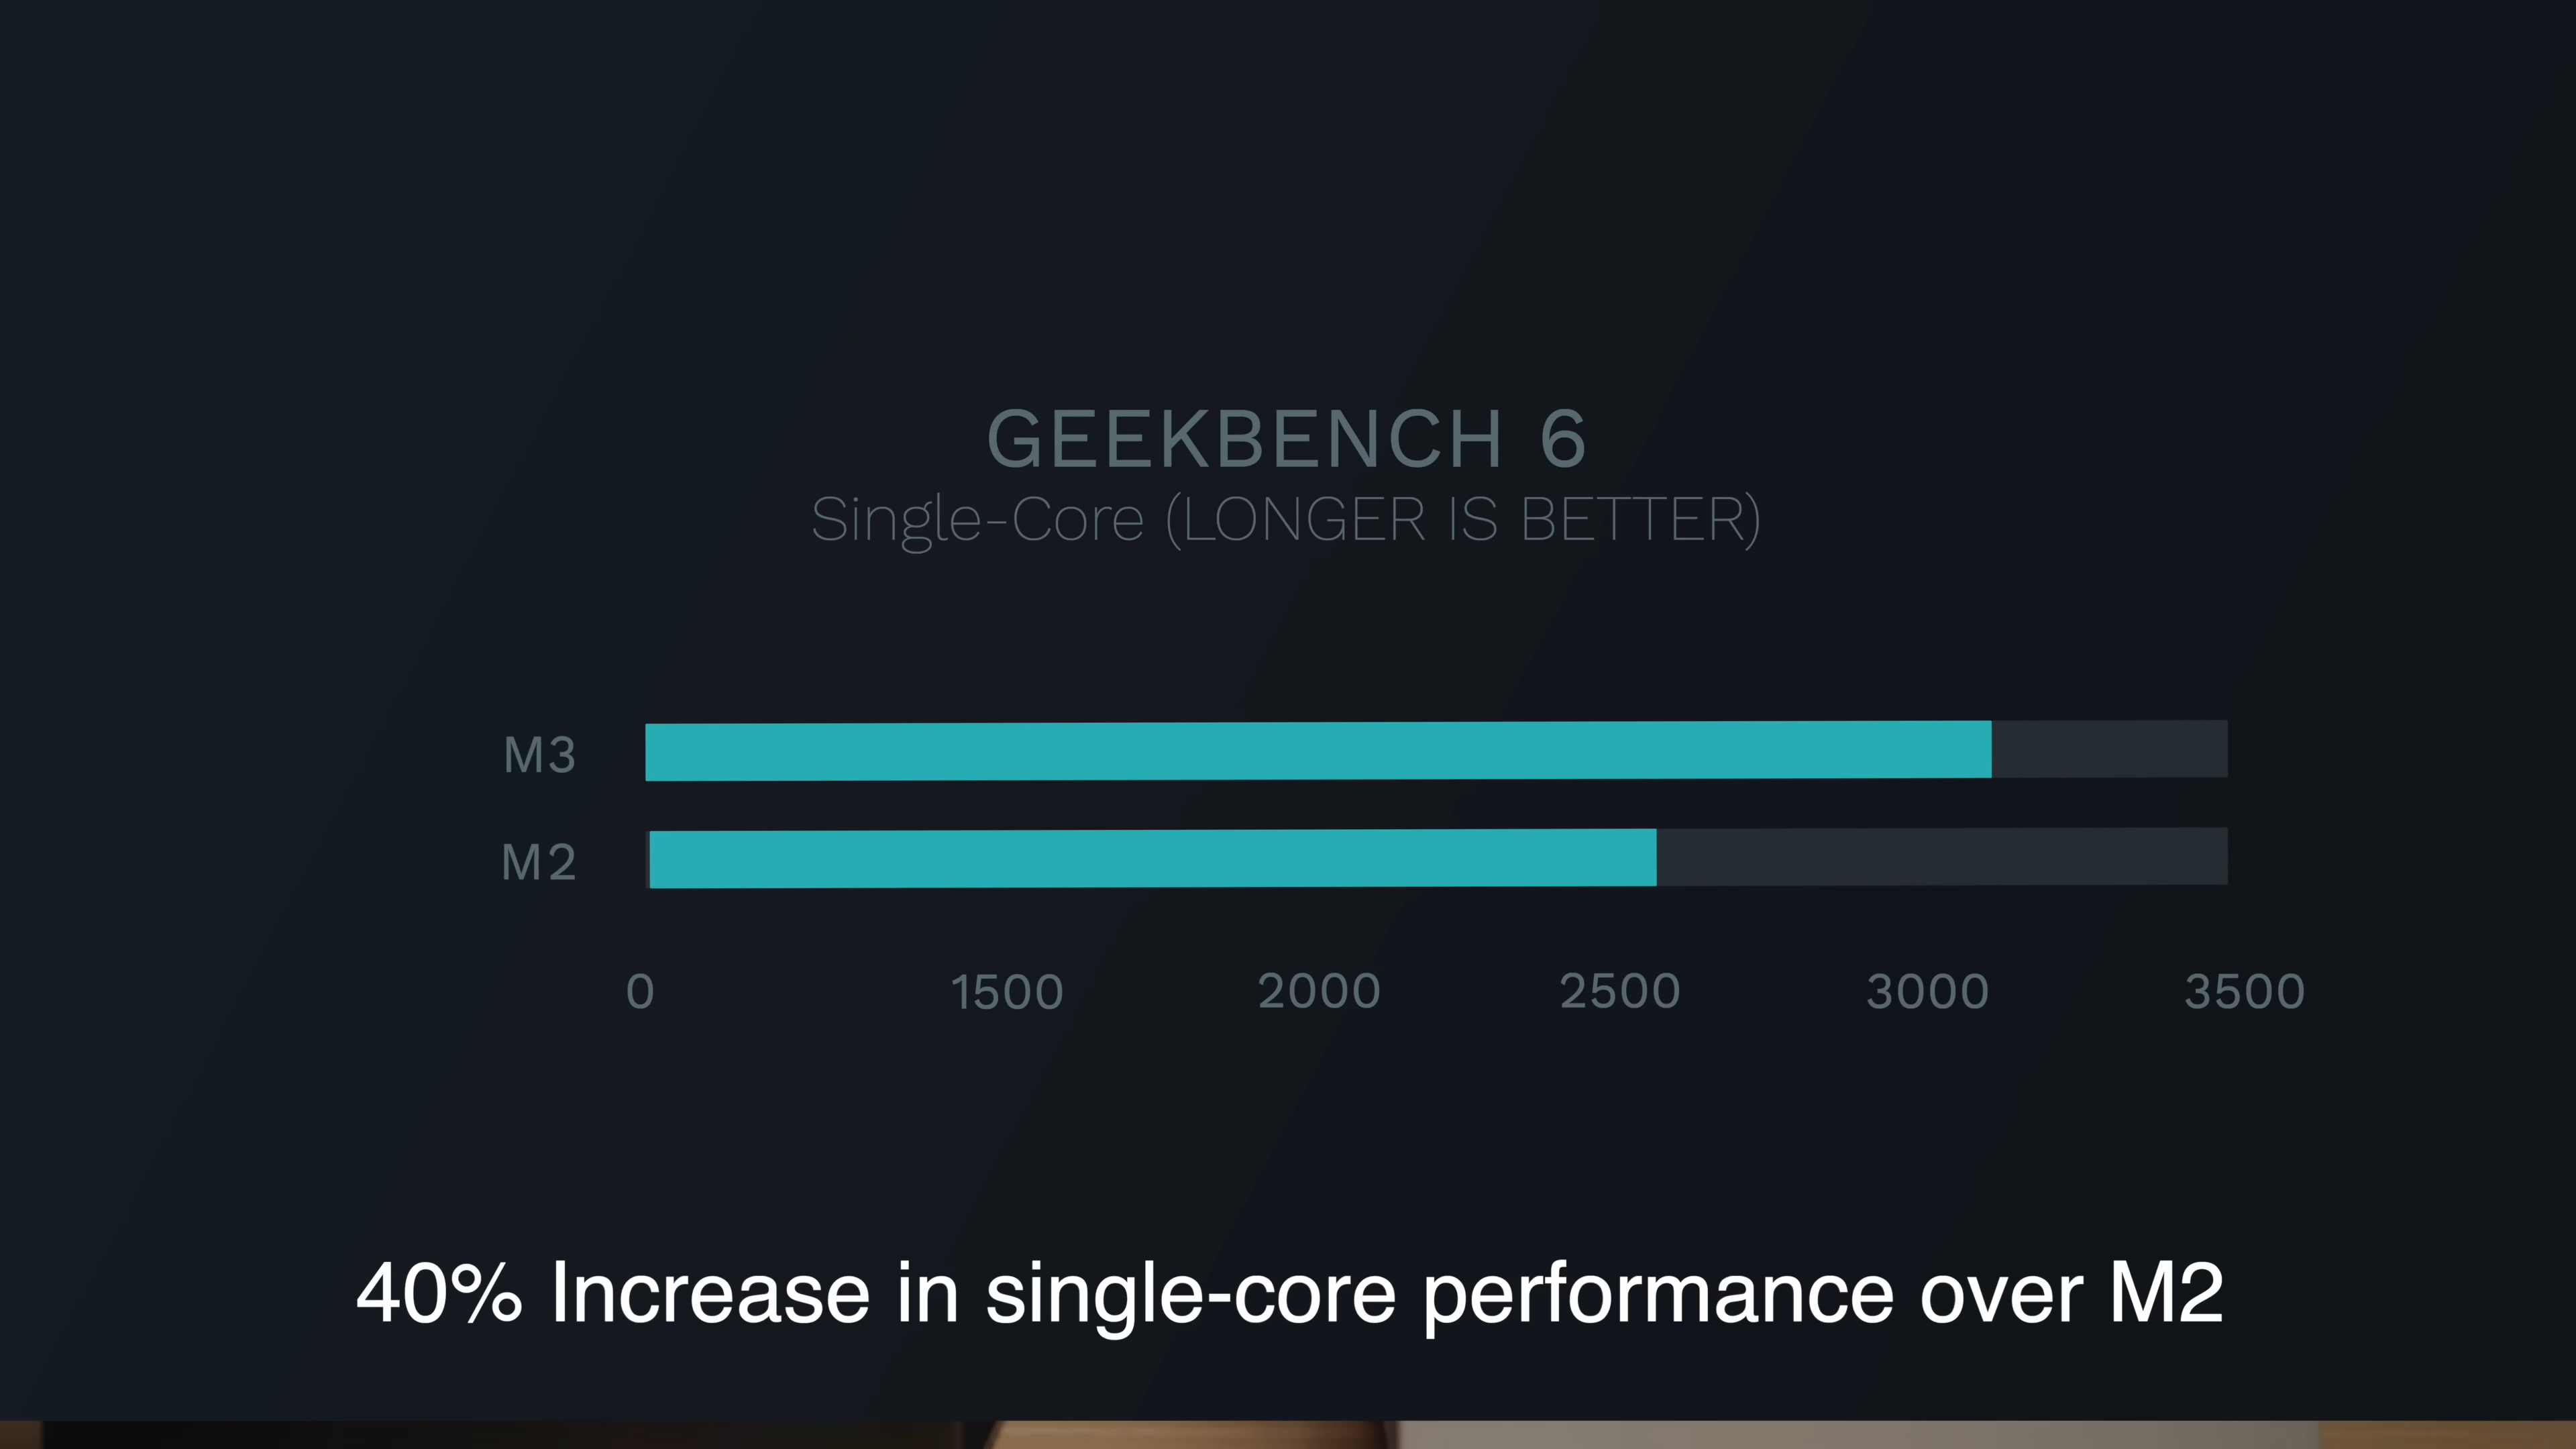 GEEKBENCH 6
Single-Core (LONGER IS BETTER)
M3
M2
0 1500 2000 2500 3000 3500
40% Increase in single-core performance over M2